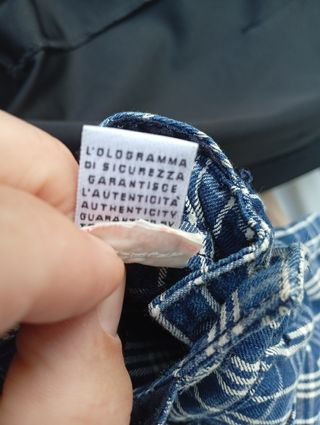 L'OLOGRAMMA
DI SICUREZZA
GARANTISCE
L'AUTENTICITÀ
AUTHENTICITY